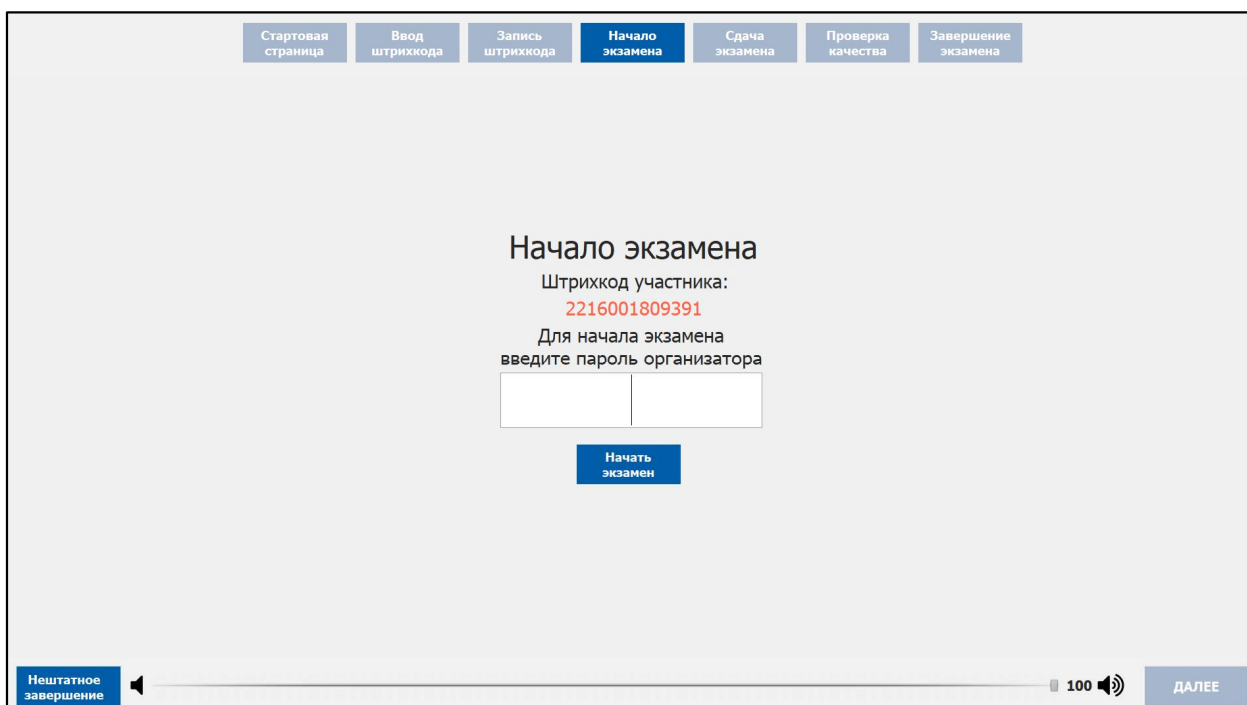 Стартовая
страница
Ввод
штрихкода
Запись
штрихкода
Начало
экзамена
Сдача
экзамена
Проверка
качества
Завершение
экзамена
Начало экзамена
Штрихкод участника:
2216001809391
Для начала экзамена
введите пароль организатора
Начать
экзамен
Нештатное
завершение
100
ДАЛЕЕ